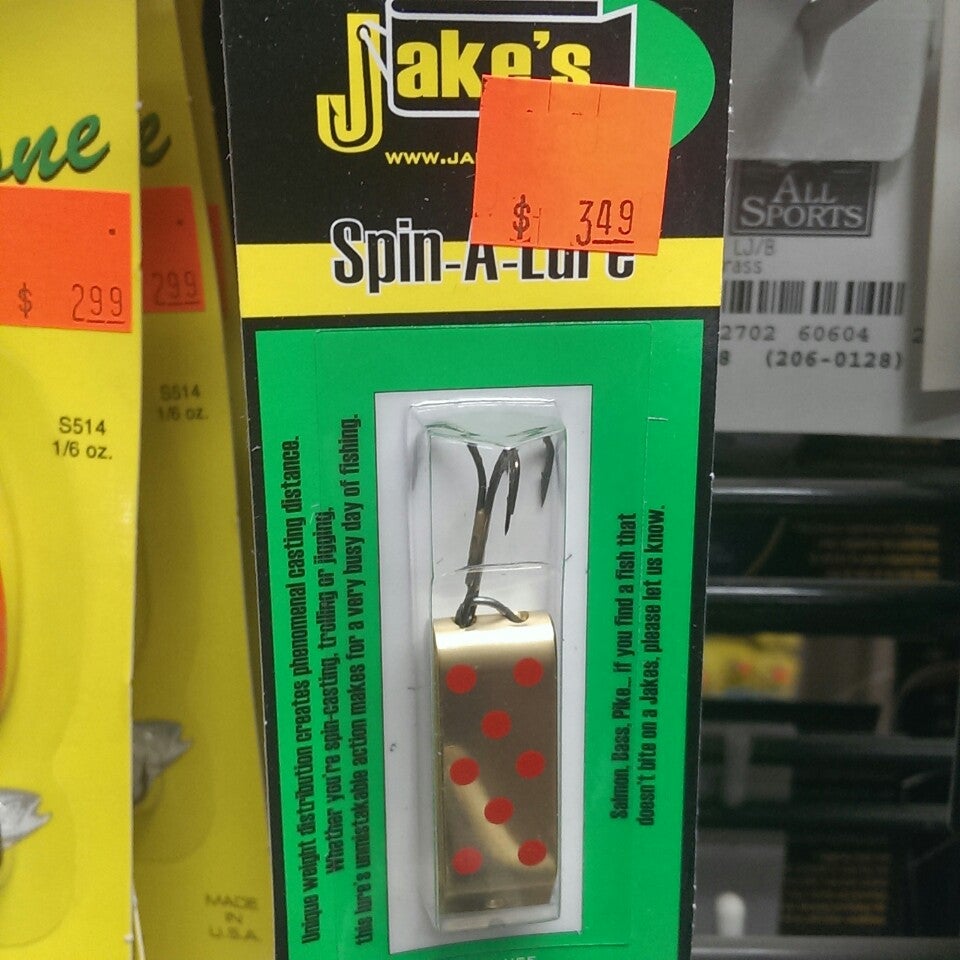 Jake's
WWW.JA
$ 349
Spin-A-Lure
ne
e
$ 299
299
S514
1/6 oz.
S514
1/6 oz.
MADE
IN
U.S.A.
Unique weight distribution creates phenomenal casting distance.
Whether you're spin-casting, trolling or jigging,
this lure's unmistakable action makes for a very busy day of fishing.
Salmon, Bass, Pike... if you find a fish that
doesn't bite on a Jakes, please let us know.
ALL
SPORTS
LJ/B
rass
2702 60604 2
8 (206-0128)